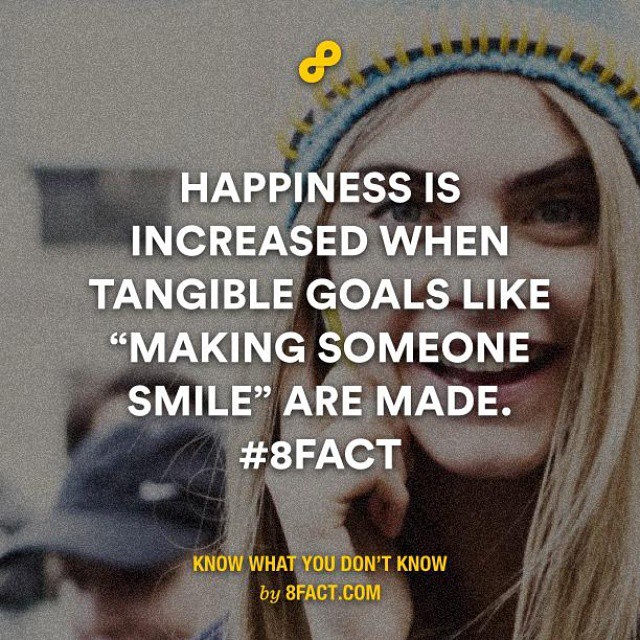 HAPPINESS IS
INCREASED WHEN
TANGIBLE GOALS LIKE
“MAKING SOMEONE
SMILE” ARE MADE.
#8FACT
KNOW WHAT YOU DON’T KNOW
by 8FACT.COM